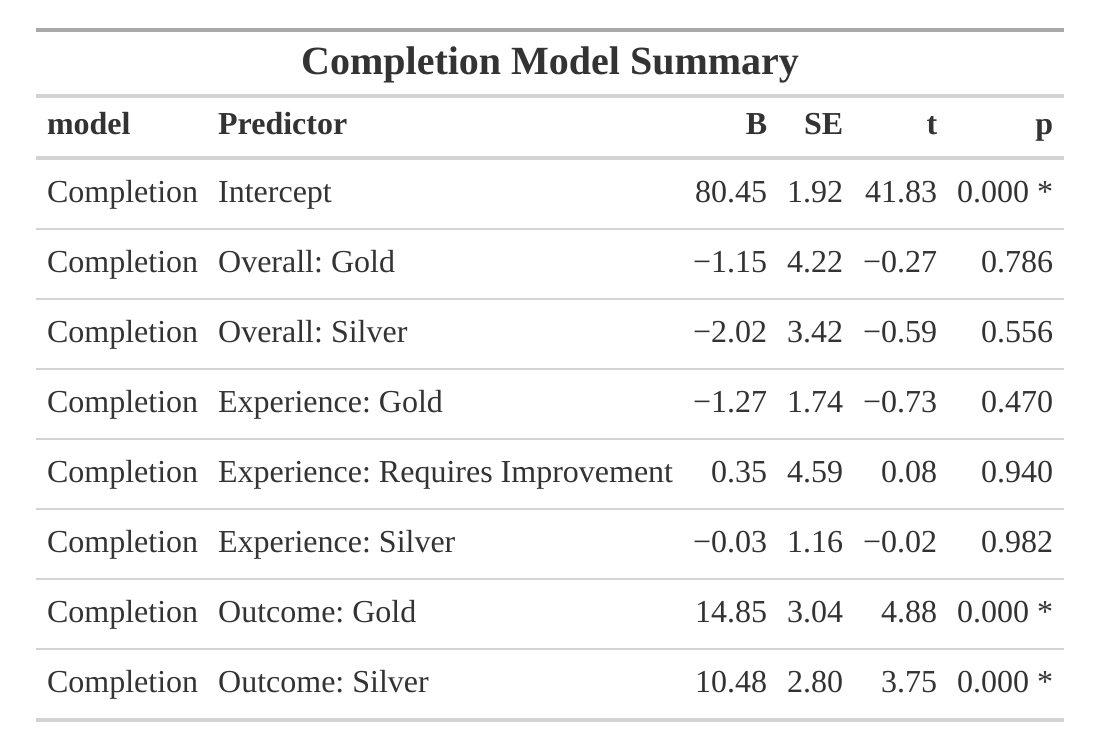 Completion Model Summary
model Predictor B SE t p
Completion Intercept 80.45 1.92 41.83 0.000 *
Completion Overall: Gold −1.15 4.22 −0.27 0.786
Completion Overall: Silver −2.02 3.42 −0.59 0.556
Completion Experience: Gold −1.27 1.74 −0.73 0.470
Completion Experience: Requires Improvement 0.35 4.59 0.08 0.940
Completion Experience: Silver −0.03 1.16 −0.02 0.982
Completion Outcome: Gold 14.85 3.04 4.88 0.000 *
Completion Outcome: Silver 10.48 2.80 3.75 0.000 *